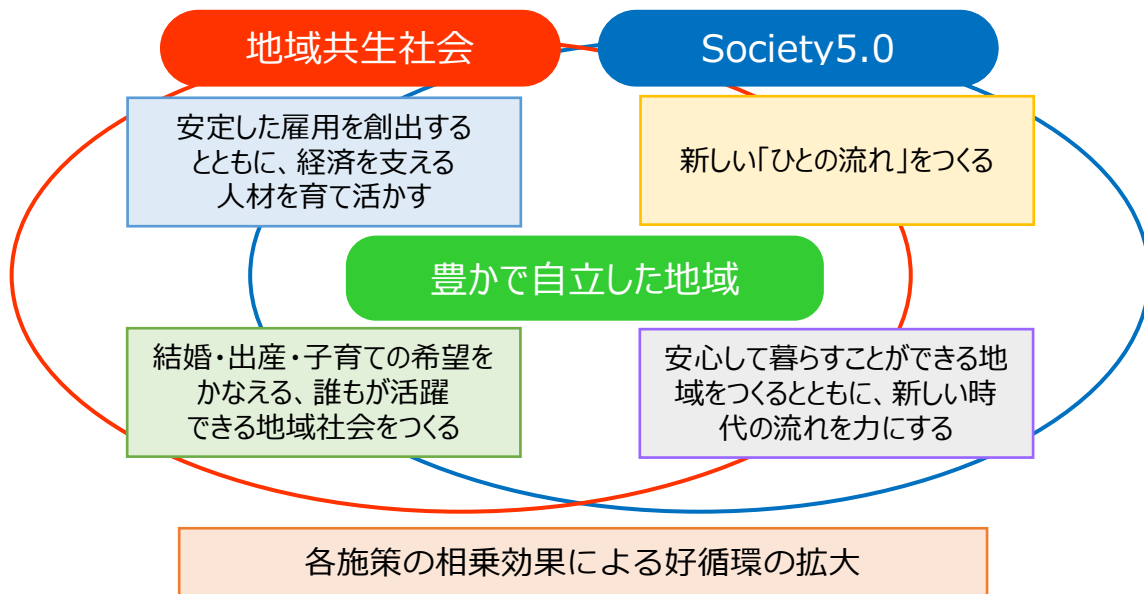 地域共生社会
Society5.0
安定した雇用を創出する
とともに、経済を支える
人材を育て活かす
新しい「ひとの流れ」をつくる
豊かで自立した地域
結婚・出産・子育ての希望を
かなえる、誰もが活躍
できる地域社会をつくる
安心して暮らすことができる地
域をつくるとともに、新しい時
代の流れを力にする
各施策の相乗効果による好循環の拡大